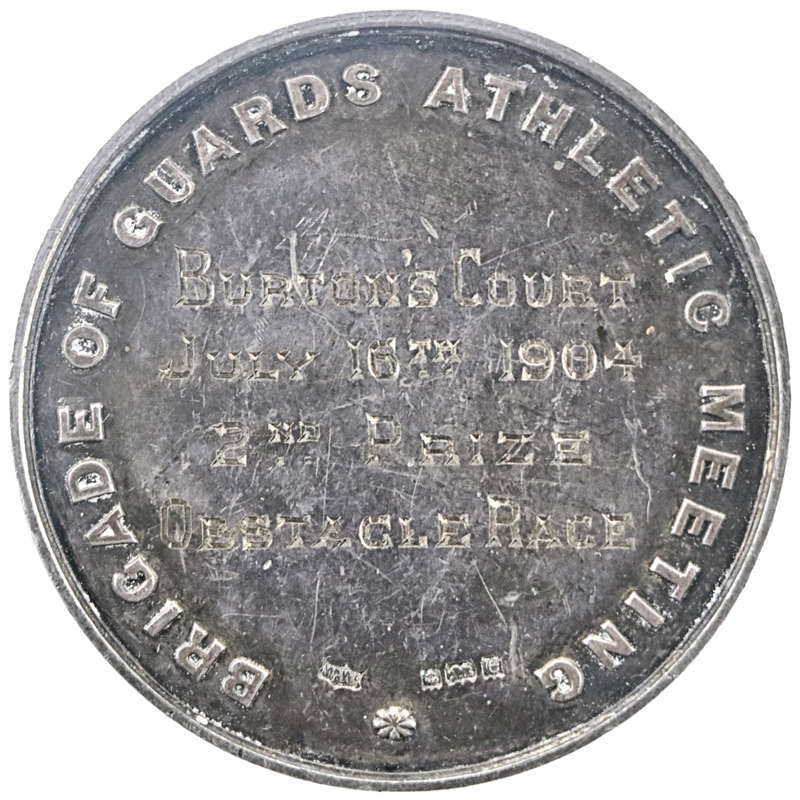 BRIGADE OF GUARDS ATHLETIC MEETING
BURTON'S COURT
JULY 16TH 1904
2ND PRIZE
OBSTACLE RACE